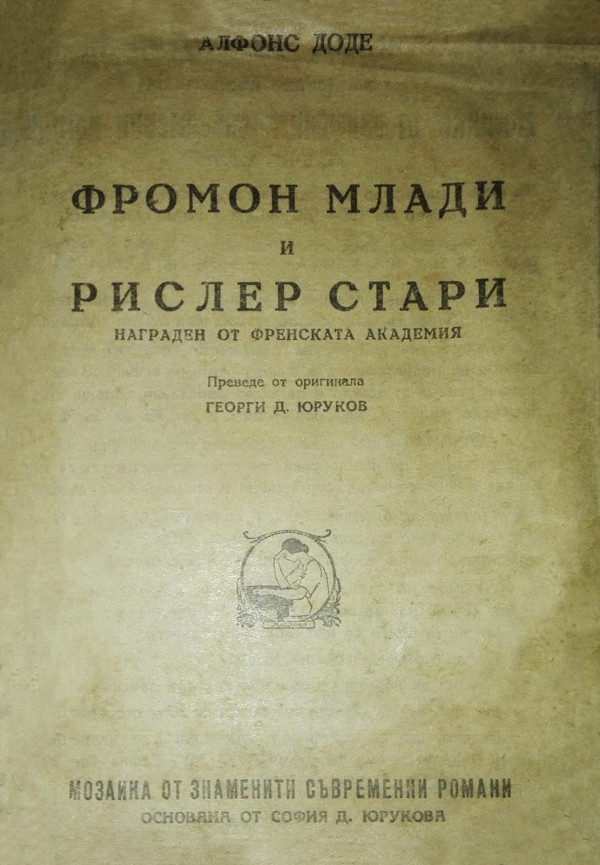 АЛФОНС ДОДЕ
ФРОМОН МЛАДИ
И
РИСЛЕР СТАРИ
НАГРАДЕН ОТ ФРЕНСКАТА АКАДЕМИЯ
Преведе от оригинала
ГЕОРГИ Д. ЮРУКОВ
МОЗАЙКА ОТ ЗНАМЕНИТИ СЪВРЕМЕННИ РОМАНИ
ОСНОВАНА ОТ СОФИЯ Д. ЮРУКОВА